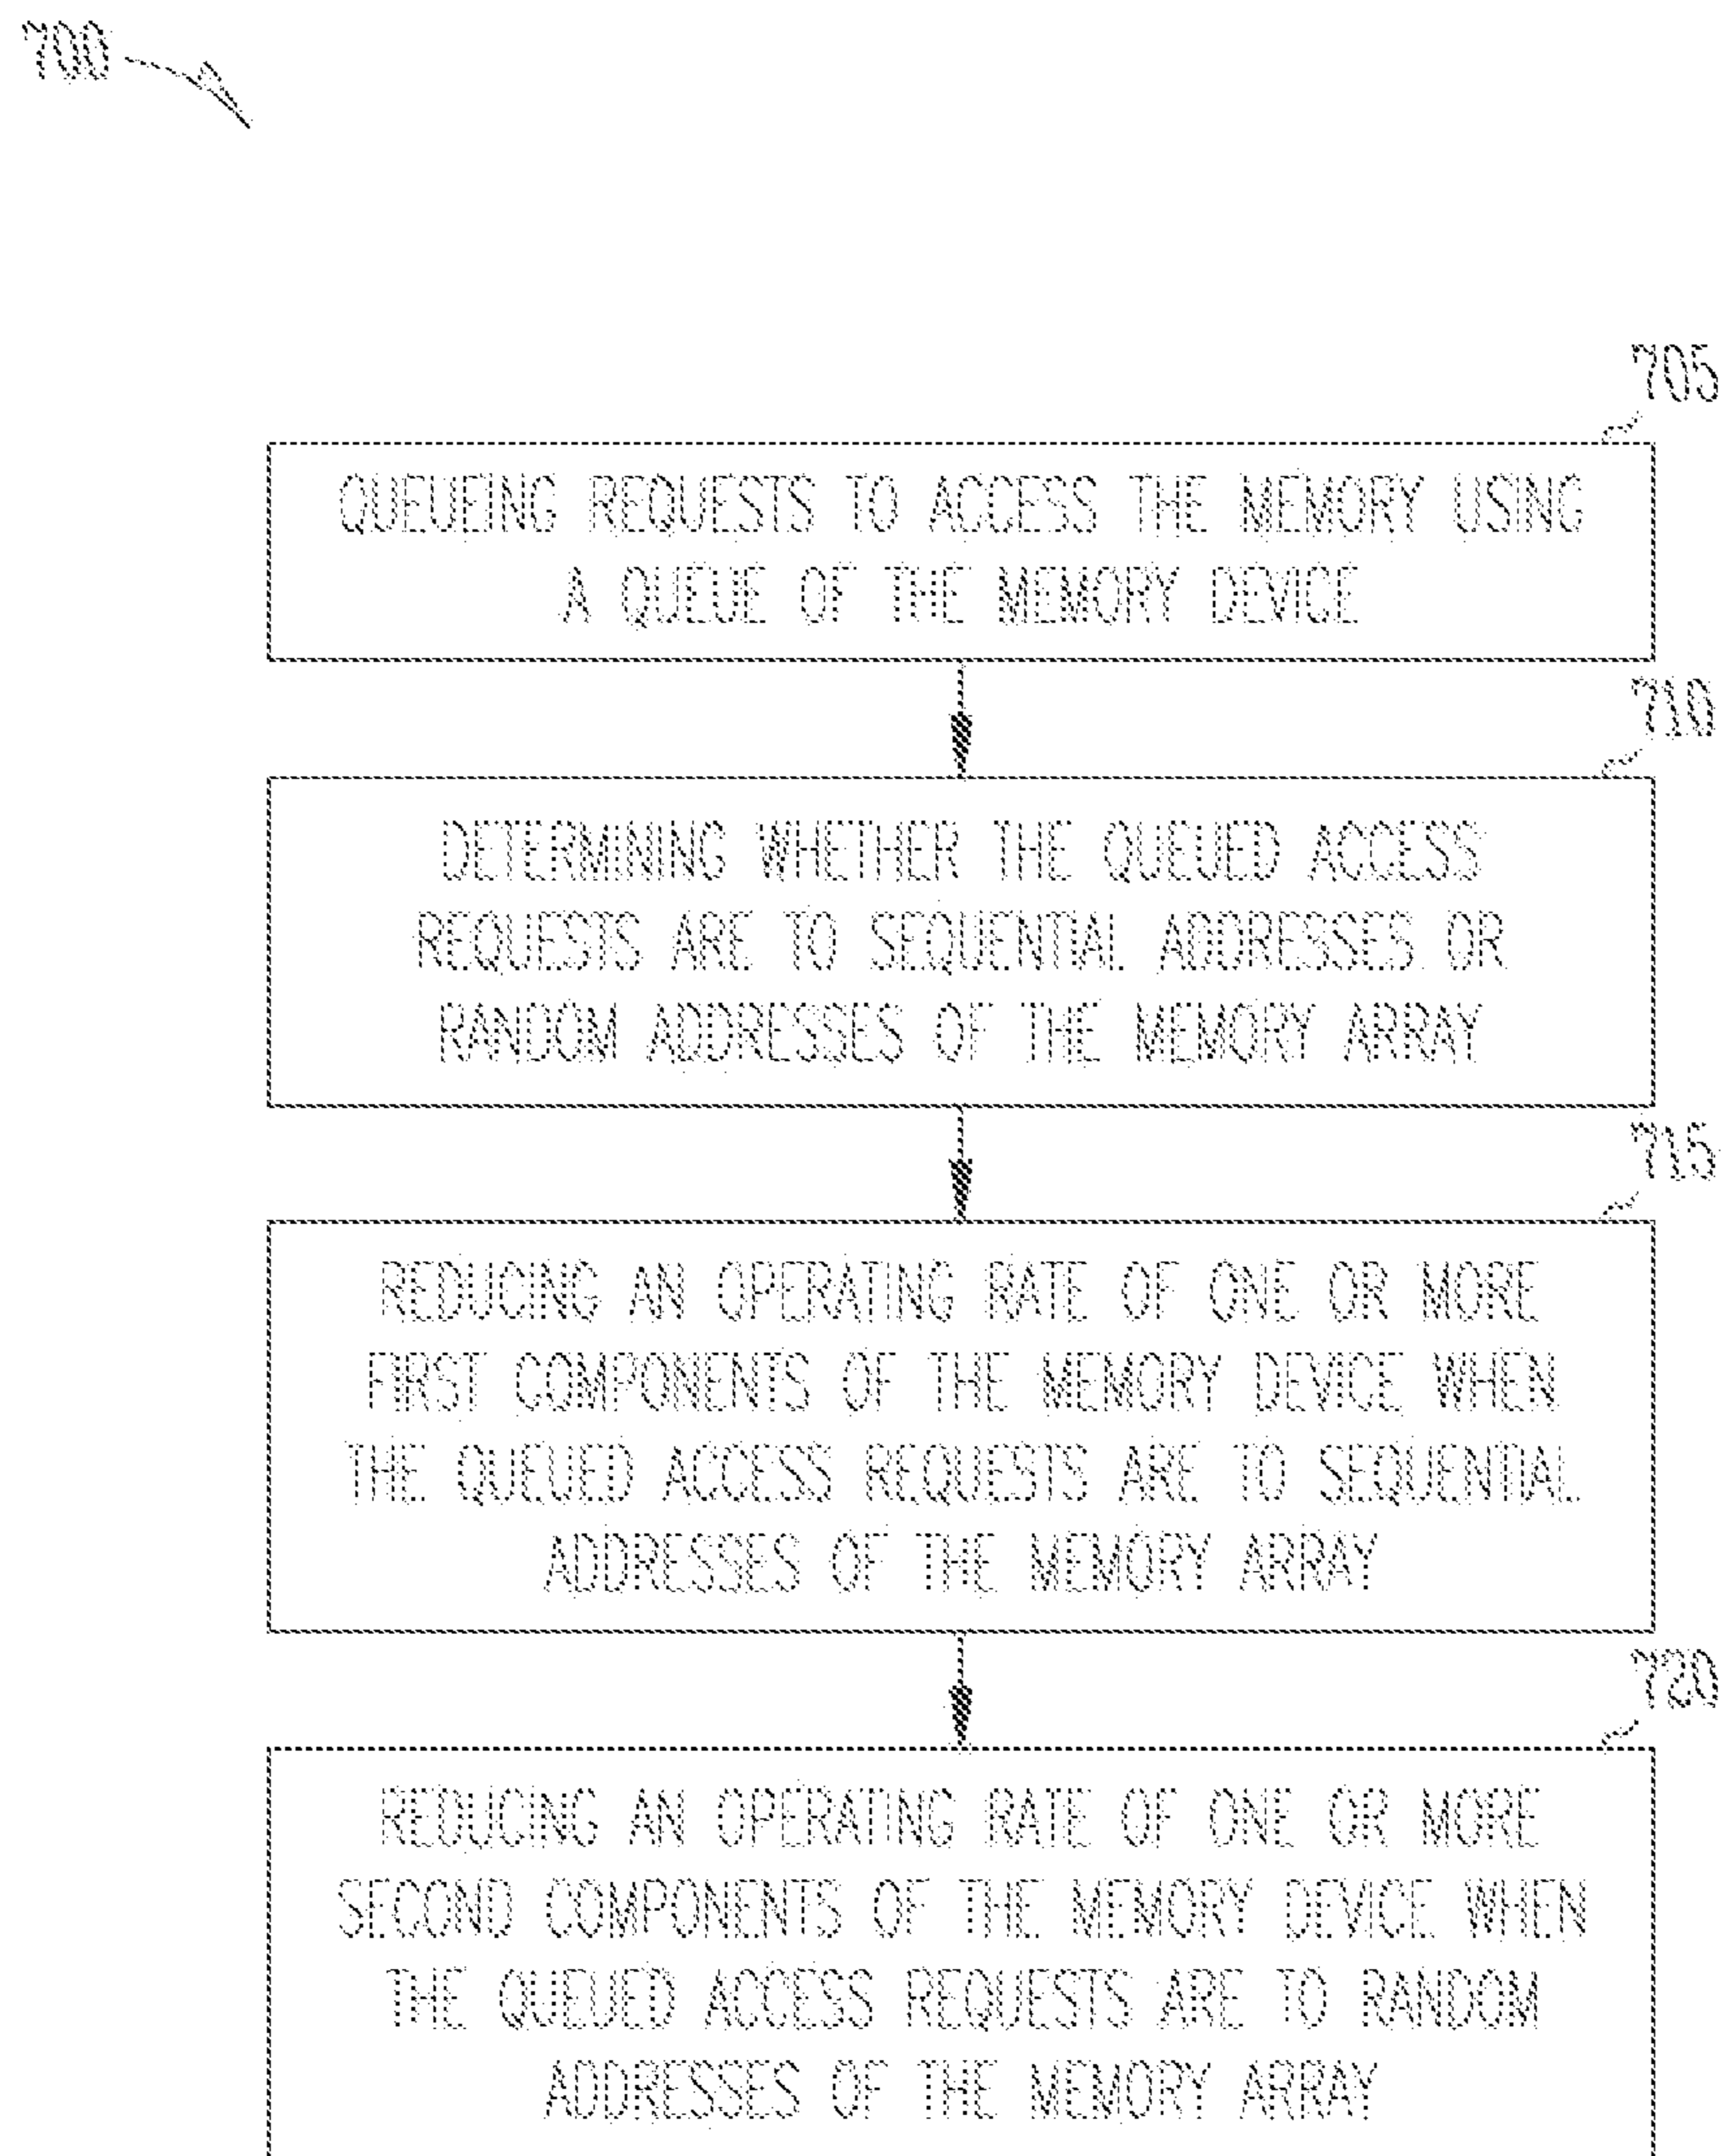 700
705
QUEUEING REQUESTS TO ACCESS THE MEMORY USING
A QUEUE OF THE MEMORY DEVICE
710
DETERMINING WHETHER THE QUEUED ACCESS
REQUESTS ARE TO SEQUENTIAL ADDRESSES OR
RANDOM ADDRESSES OF THE MEMORY ARRAY
715
REDUCING AN OPERATING RATE OF ONE OR MORE
FIRST COMPONENTS OF THE MEMORY DEVICE WHEN
THE QUEUED ACCESS REQUESTS ARE TO SEQUENTIAL
ADDRESSES OF THE MEMORY ARRAY
720
REDUCING AN OPERATING RATE OF ONE OR MORE
SECOND COMPONENTS OF THE MEMORY DEVICE WHEN
THE QUEUED ACCESS REQUESTS ARE TO RANDOM
ADDRESSES OF THE MEMORY ARRAY